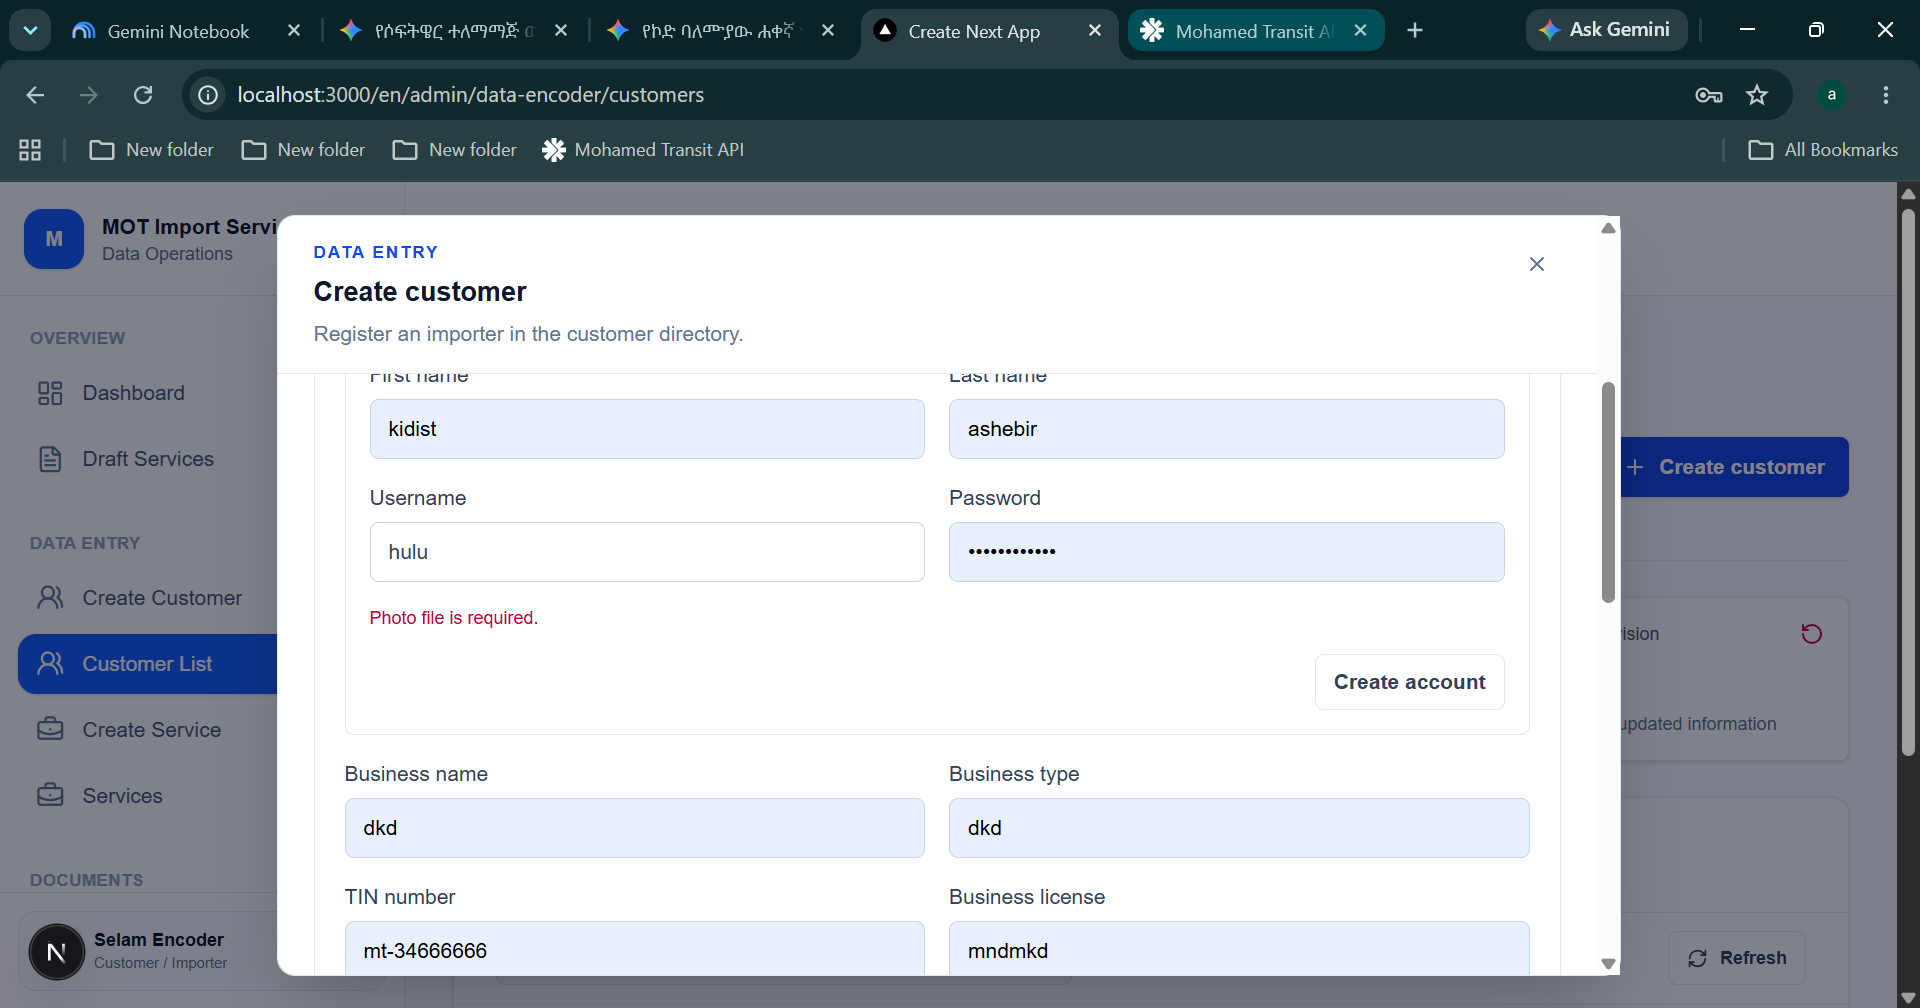 Gemini Notebook
የሶፍትዌር ተለማማጅ
የኮድ ባለሙያው ሐቀኛ
Create Next App
Mohamed Transit A
Ask Gemini
localhost:3000/en/admin/data-encoder/customers
a
New folder
New folder
New folder
Mohamed Transit API
All Bookmarks
M
MOT Import Servi
Data Operations
OVERVIEW
Dashboard
Draft Services
DATA ENTRY
Create Customer
Customer List
Create Service
Services
DOCUMENTS
N
Selam Encoder
Customer / Importer
DATA ENTRY
Create customer
Register an importer in the customer directory.
First name
Last name
kidist
ashebir
Username
Password
hulu
••••••••••••
Photo file is required.
Create account
Business name
Business type
dkd
dkd
TIN number
Business license
mt-34666666
mndmkd
+ Create customer
ision
updated information
Refresh